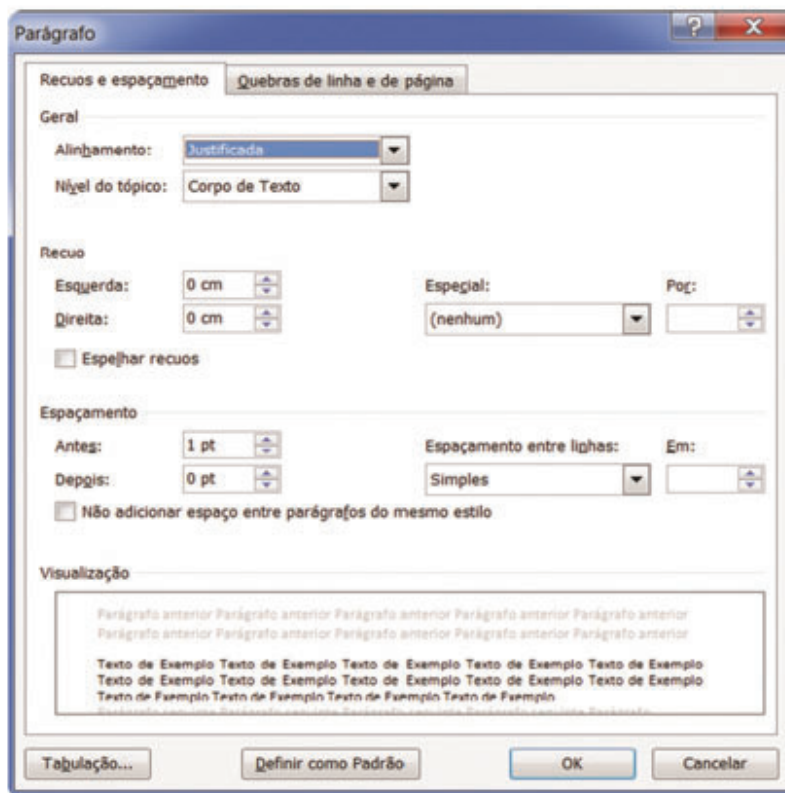 Parágrafo
Recuos e espaçamento Quebras de linha e de página
Geral
Alinhamento: Justificada
Nível do tópico: Corpo de Texto
Recuo
Esquerda: 0 cm Especial: Por:
Direita: 0 cm (nenhum)
Espelhar recuos
Espaçamento
Antes: 1 pt Espaçamento entre linhas: Em:
Depois: 0 pt Simples
Não adicionar espaço entre parágrafos do mesmo estilo
Visualização
Parágrafo anterior Parágrafo anterior Parágrafo anterior Parágrafo anterior Parágrafo anterior
Parágrafo anterior Parágrafo anterior Parágrafo anterior Parágrafo anterior Parágrafo anterior
Texto de Exemplo Texto de Exemplo Texto de Exemplo Texto de Exemplo Texto de Exemplo
Texto de Exemplo Texto de Exemplo Texto de Exemplo Texto de Exemplo Texto de Exemplo
Texto de Exemplo Texto de Exemplo Texto de Exemplo Texto de Exemplo
Tabulação... Definir como Padrão OK Cancelar